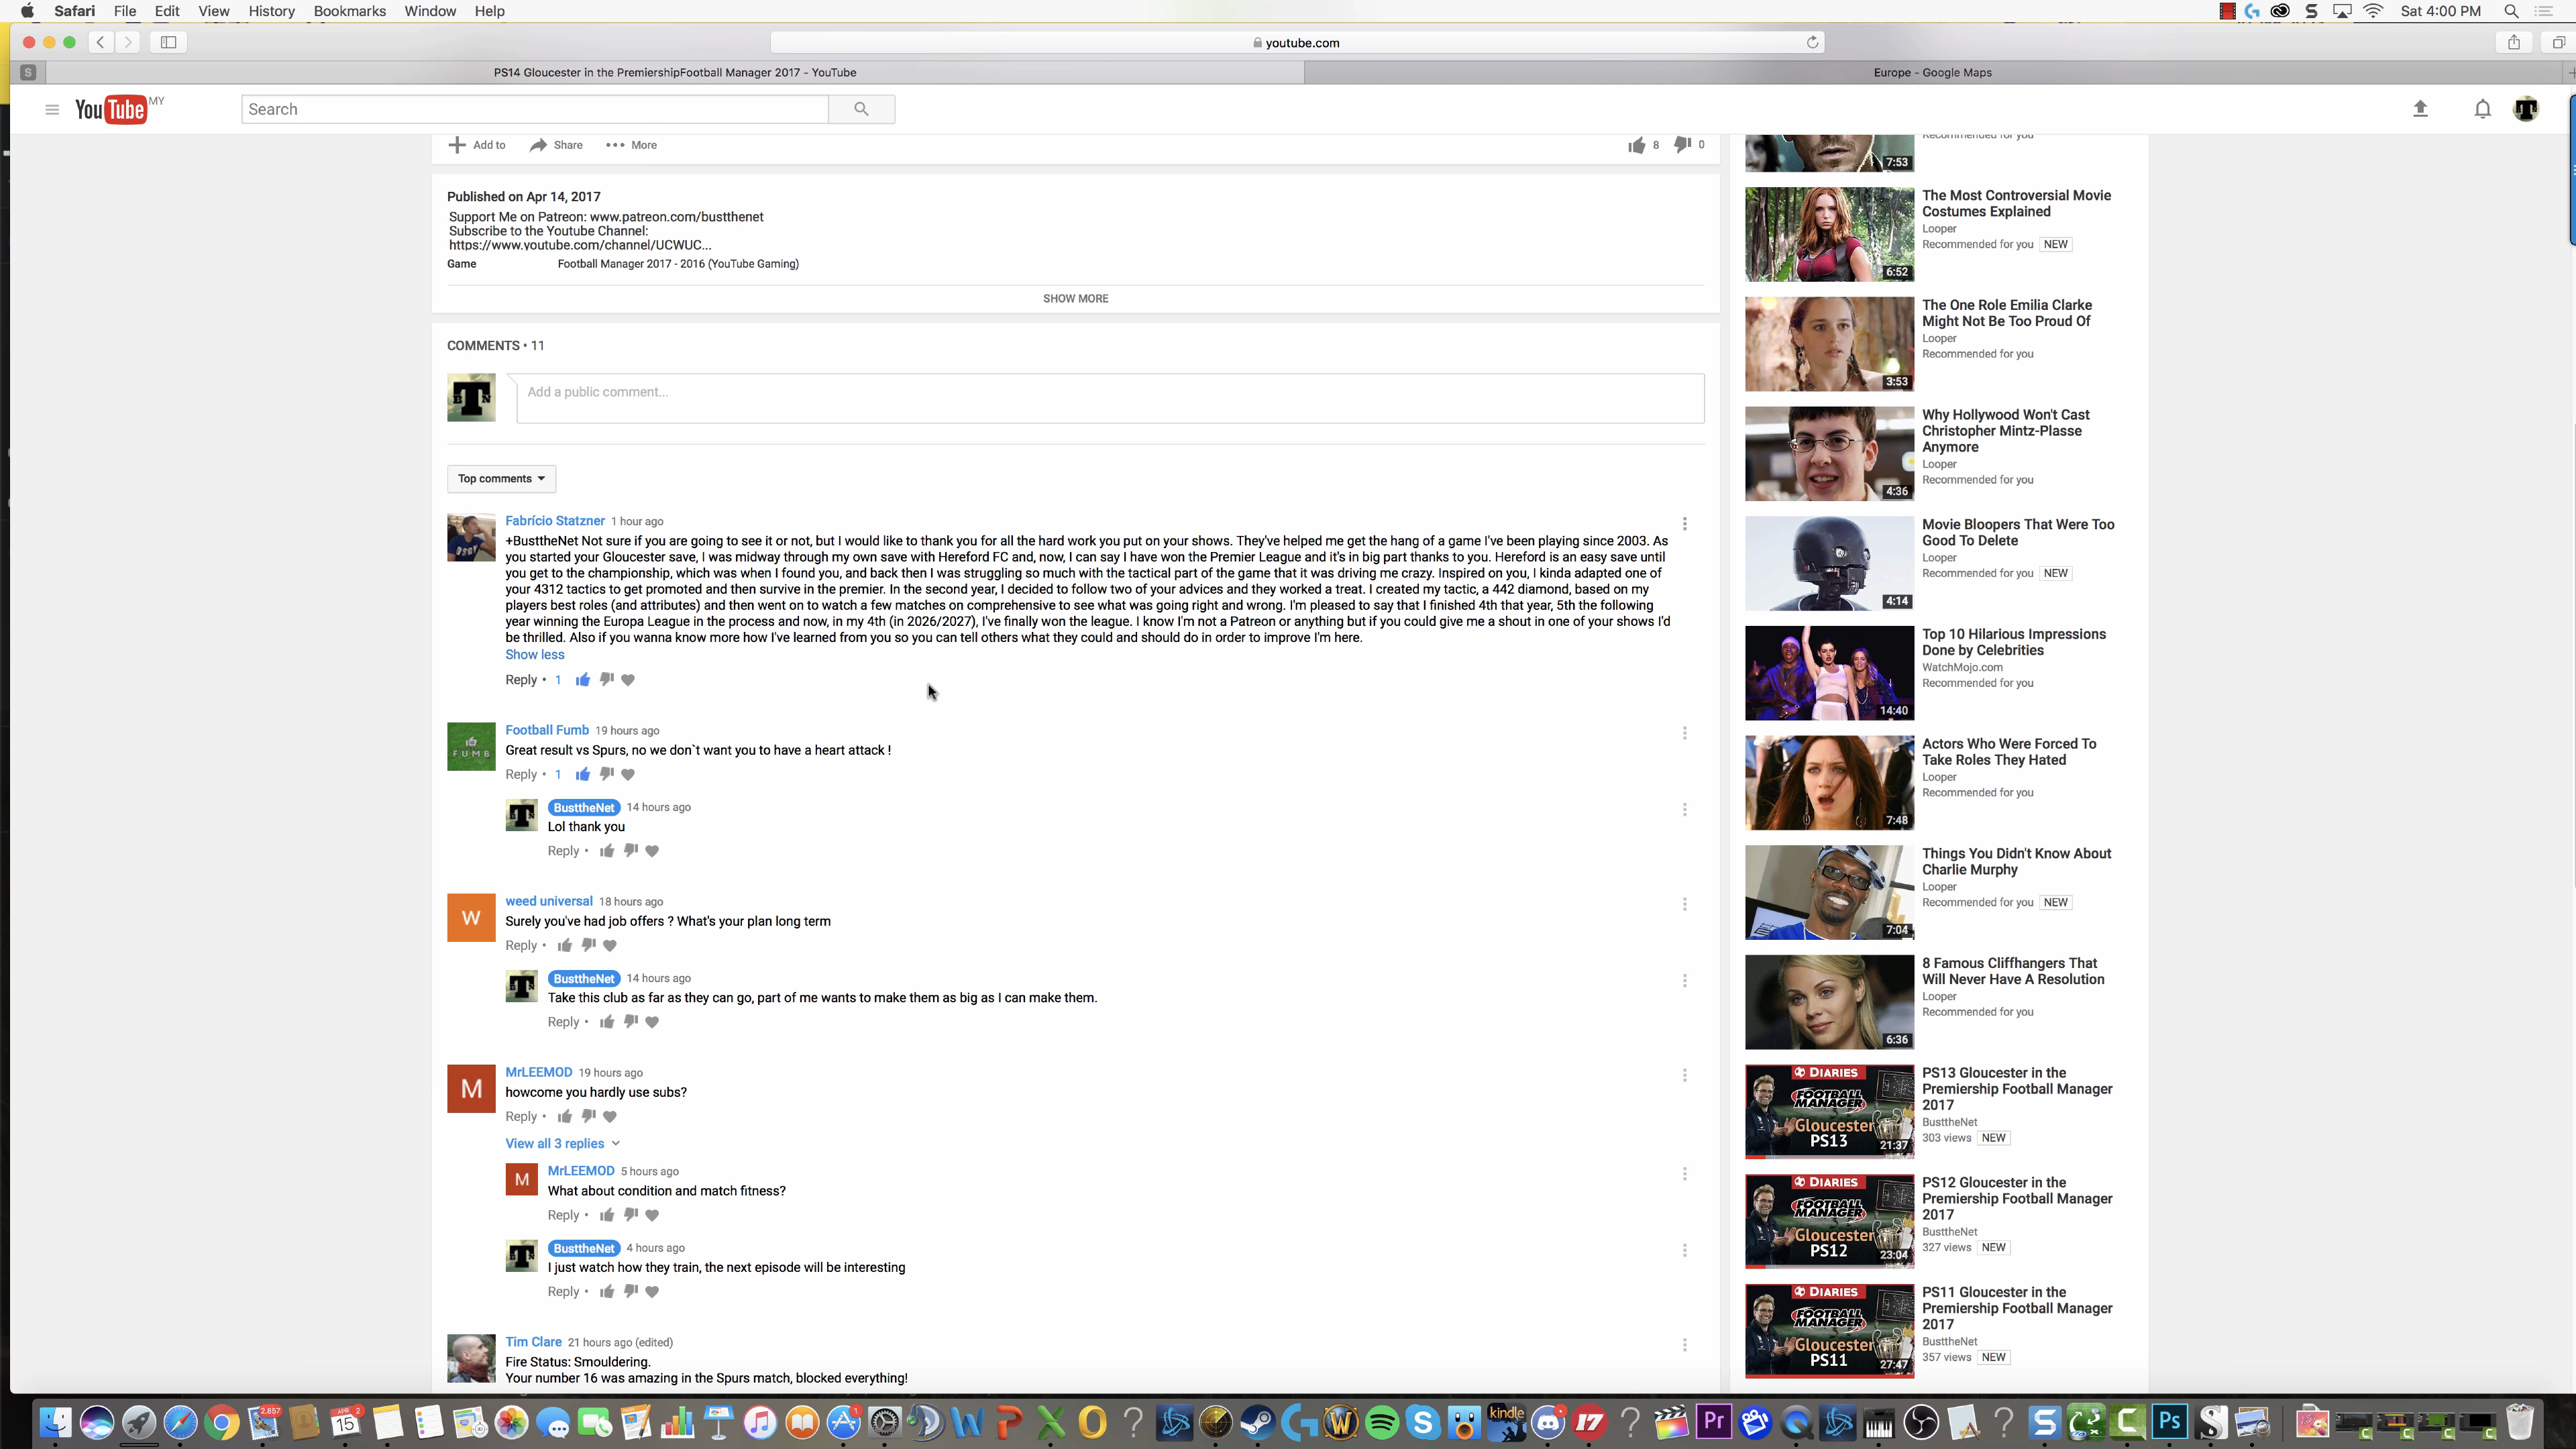 Safari File Edit View History Bookmarks Window Help
Sat 4:00 PM
youtube.com
S
PS14 Gloucester in the PremiershipFootball Manager 2017 - YouTube
Europe - Google Maps
YouTube MY
Search
Add to Share More
8 0
Published on Apr 14, 2017
Support Me on Patreon: www.patreon.com/bustthenet
Subscribe to the Youtube Channel:
https://www.youtube.com/channel/UCWUC...
Game Football Manager 2017 - 2016 (YouTube Gaming)
SHOW MORE
COMMENTS • 11
Add a public comment...
Top comments
Fabrício Statzner 1 hour ago
+BusttheNet Not sure if you are going to see it or not, but I would like to thank you for all the hard work you put on your shows. They've helped me get the hang of a game I've been playing since 2003. As
you started your Gloucester save, I was midway through my own save with Hereford FC and, now, I can say I have won the Premier League and it's in big part thanks to you. Hereford is an easy save until
you get to the championship, which was when I found you, and back then I was struggling so much with the tactical part of the game that it was driving me crazy. Inspired on you, I kinda adapted one of
your 4312 tactics to get promoted and then survive in the premier. In the second year, I decided to follow two of your advices and they worked a treat. I created my tactic, a 442 diamond, based on my
players best roles (and attributes) and then went on to watch a few matches on comprehensive to see what was going right and wrong. I'm pleased to say that I finished 4th that year, 5th the following
year winning the Europa League in the process and now, in my 4th (in 2026/2027), I've finally won the league. I know I'm not a Patreon or anything but if you could give me a shout in one of your shows I'd
be thrilled. Also if you wanna know more how I've learned from you so you can tell others what they could and should do in order to improve I'm here.
Show less
Reply • 1
FUMB
Football Fumb 19 hours ago
Great result vs Spurs, no we don`t want you to have a heart attack !
Reply • 1
BusttheNet 14 hours ago
Lol thank you
Reply •
W
weed universal 18 hours ago
Surely you've had job offers ? What's your plan long term
Reply •
BusttheNet 14 hours ago
Take this club as far as they can go, part of me wants to make them as big as I can make them.
Reply •
M
MrLEEMOD 19 hours ago
howcome you hardly use subs?
Reply •
View all 3 replies
M
MrLEEMOD 5 hours ago
What about condition and match fitness?
Reply •
BusttheNet 4 hours ago
I just watch how they train, the next episode will be interesting
Reply •
Tim Clare 21 hours ago (edited)
Fire Status: Smouldering.
Your number 16 was amazing in the Spurs match, blocked everything!
Recommended for you
7:53
The Most Controversial Movie
Costumes Explained
Looper
Recommended for you NEW
6:52
The One Role Emilia Clarke
Might Not Be Too Proud Of
Looper
Recommended for you
3:53
Why Hollywood Won't Cast
Christopher Mintz-Plasse
Anymore
Looper
Recommended for you
4:36
Movie Bloopers That Were Too
Good To Delete
Looper
Recommended for you NEW
4:14
Top 10 Hilarious Impressions
Done by Celebrities
WatchMojo.com
Recommended for you
14:40
Actors Who Were Forced To
Take Roles They Hated
Looper
Recommended for you
7:48
Things You Didn't Know About
Charlie Murphy
Looper
Recommended for you NEW
7:04
8 Famous Cliffhangers That
Will Never Have A Resolution
Looper
Recommended for you
6:36
DIARIES
FOOTBALL
MANAGER
Gloucester
PS13
21:37
PS13 Gloucester in the
Premiership Football Manager
2017
BusttheNet
303 views NEW
DIARIES
FOOTBALL
MANAGER
Gloucester
PS12
23:04
PS12 Gloucester in the
Premiership Football Manager
2017
BusttheNet
327 views NEW
DIARIES
FOOTBALL
MANAGER
Gloucester
PS11
27:47
PS11 Gloucester in the
Premiership Football Manager
2017
BusttheNet
357 views NEW
2,857
APR 2
15
1
kindle
17
Pr
Ps